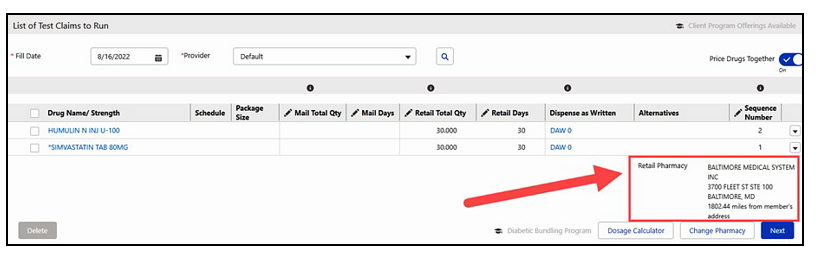 List of Test Claims to Run
Client Program Offerings Available
* Fill Date
8/16/2022
*Provider
Default
Price Drugs Together
On
Drug Name/ Strength Schedule Package Size Mail Total Qty Mail Days Retail Total Qty Retail Days Dispense as Written Alternatives Sequence Number
HUMULIN N INJ U-100 30.000 30 DAW 0 2
*SIMVASTATIN TAB 80MG 30.000 30 DAW 0 1
Retail Pharmacy BALTIMORE MEDICAL SYSTEM
INC
3700 FLEET ST STE 100
BALTIMORE, MD
1802.44 miles from member's
address
Delete
Diabetic Bundling Program
Dosage Calculator
Change Pharmacy
Next